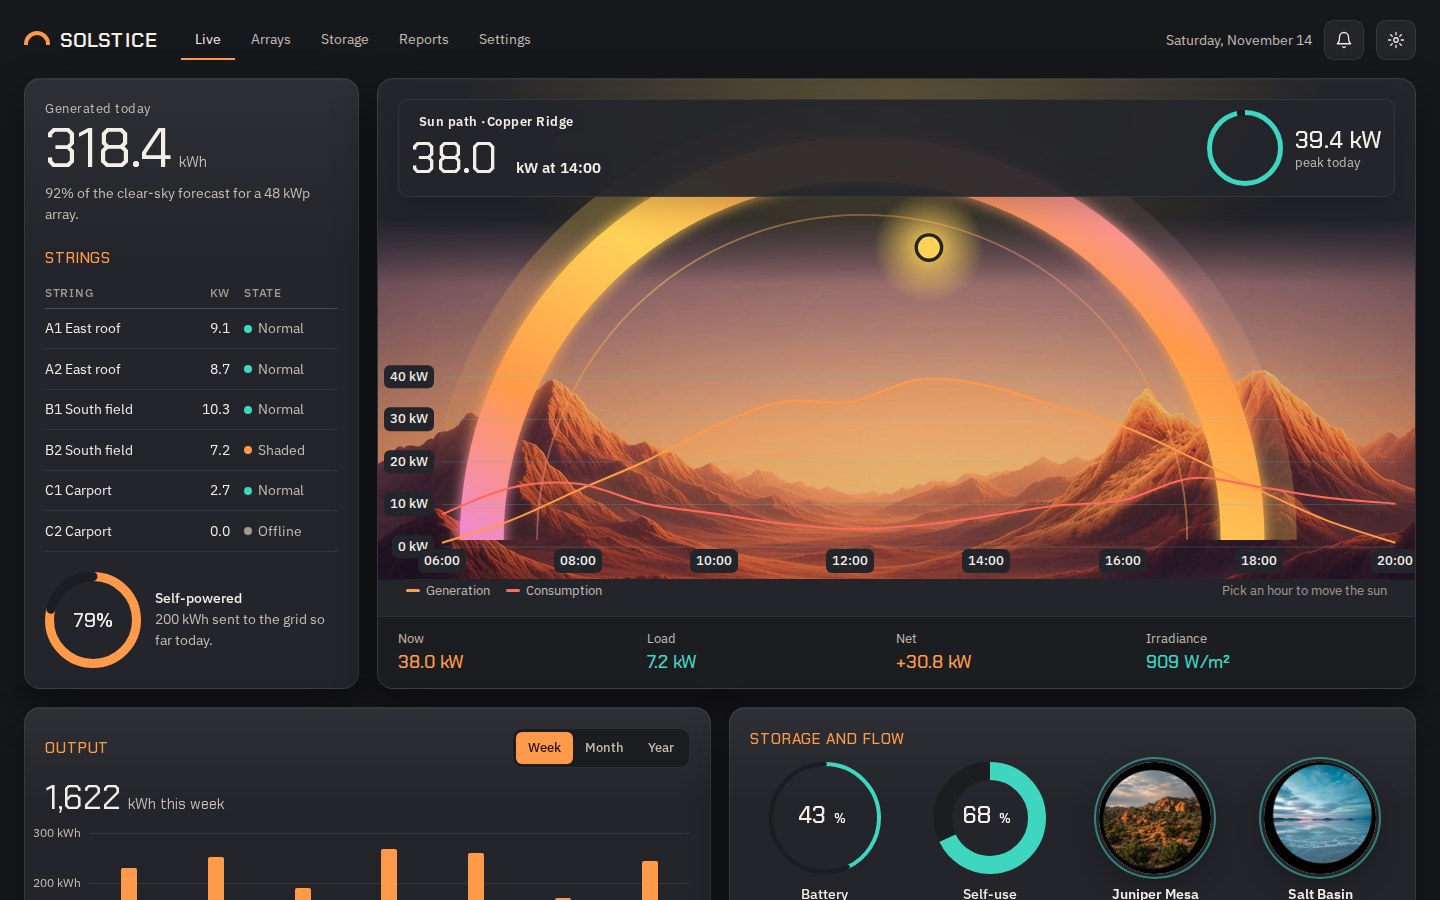 SOLSTICE
Live
Arrays
Storage
Reports
Settings
Saturday, November 14
Generated today
318.4 kWh
92% of the clear-sky forecast for a 48 kWp
array.
STRINGS
STRING KW STATE
A1 East roof 9.1 Normal
A2 East roof 8.7 Normal
B1 South field 10.3 Normal
B2 South field 7.2 Shaded
C1 Carport 2.7 Normal
C2 Carport 0.0 Offline
79%
Self-powered
200 kWh sent to the grid so
far today.
Sun path · Copper Ridge
38.0 kW at 14:00
39.4 kW
peak today
40 kW
30 kW
20 kW
10 kW
0 kW
06:00 08:00 10:00 12:00 14:00 16:00 18:00 20:00
Generation Consumption
Pick an hour to move the sun
Now Load Net Irradiance
38.0 kW 7.2 kW +30.8 kW 909 W/m²
OUTPUT
Week Month Year
1,622 kWh this week
300 kWh
200 kWh
STORAGE AND FLOW
43 %
68 %
Battery
Self-use
Juniper Mesa
Salt Basin